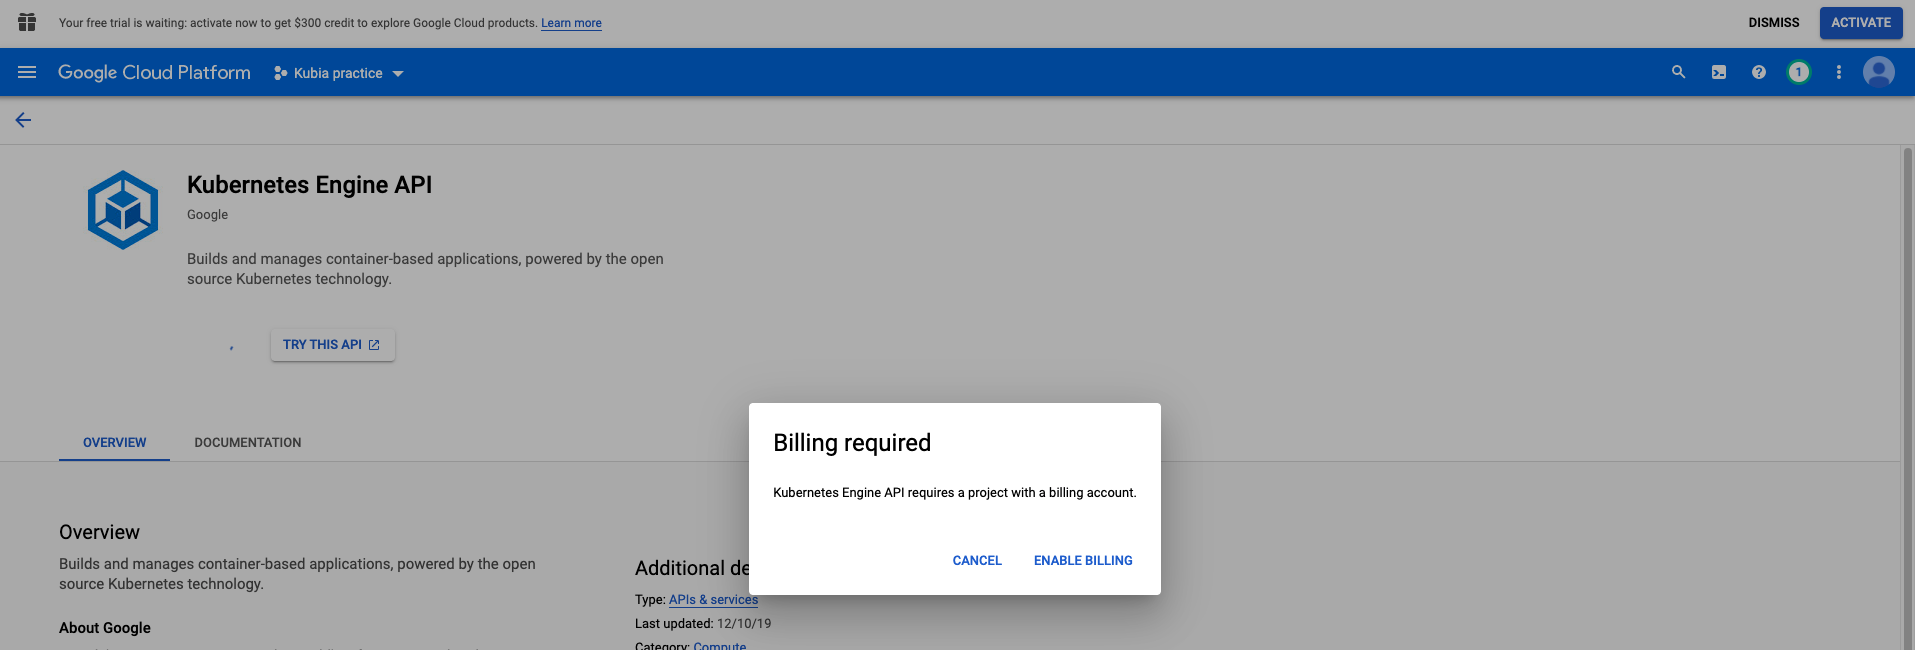 Your free trial is waiting: activate now to get $300 credit to explore Google Cloud products. Learn more
DISMISS
ACTIVATE
Google Cloud Platform
Kubia practice
1
Kubernetes Engine API
Google
Builds and manages container-based applications, powered by the open
source Kubernetes technology.
TRY THIS API
OVERVIEW
DOCUMENTATION
Billing required
Kubernetes Engine API requires a project with a billing account.
CANCEL
ENABLE BILLING
Overview
Builds and manages container-based applications, powered by the open
source Kubernetes technology.
About Google
Additional de
Type: APIs & services
Last updated: 12/10/19
Category: Compute